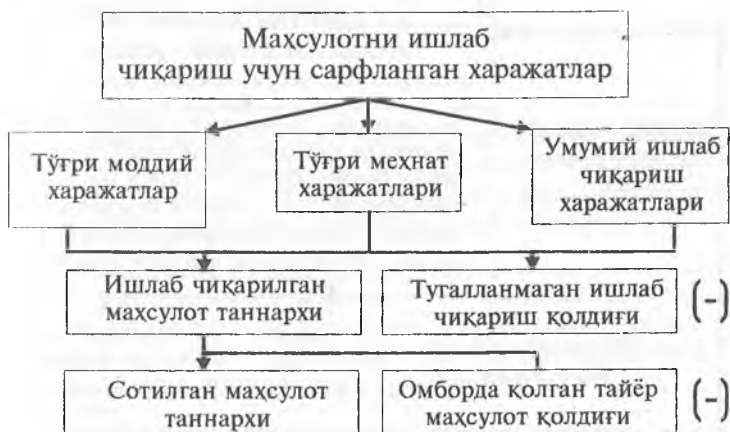 Маҳсулотни ишлаб
чиқариш учун сарфланган харажатлар
Тўғри моддий
харажатлар
Тўғри меҳнат
харажатлари
Умумий ишлаб
чиқариш
харажатлари
Ишлаб чиқарилган
маҳсулот таннархи
Тугалланмаган ишлаб
чиқариш қолдиғи
(-)
Сотилган маҳсулот
таннархи
Омборда қолган тайёр
маҳсулот қолдиғи
(-)